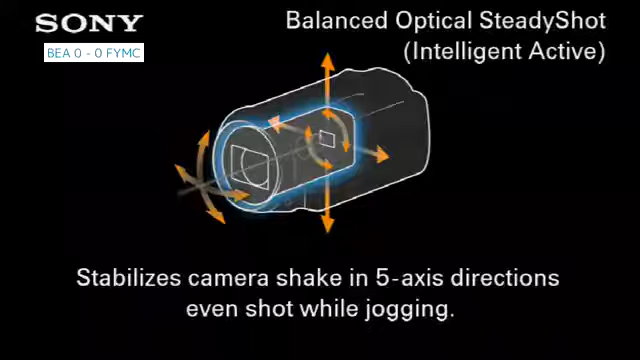 SONY
BEA 0 - 0 FYMC
Balanced Optical SteadyShot
(Intelligent Active)
Stabilizes camera shake in 5-axis directions
even shot while jogging.